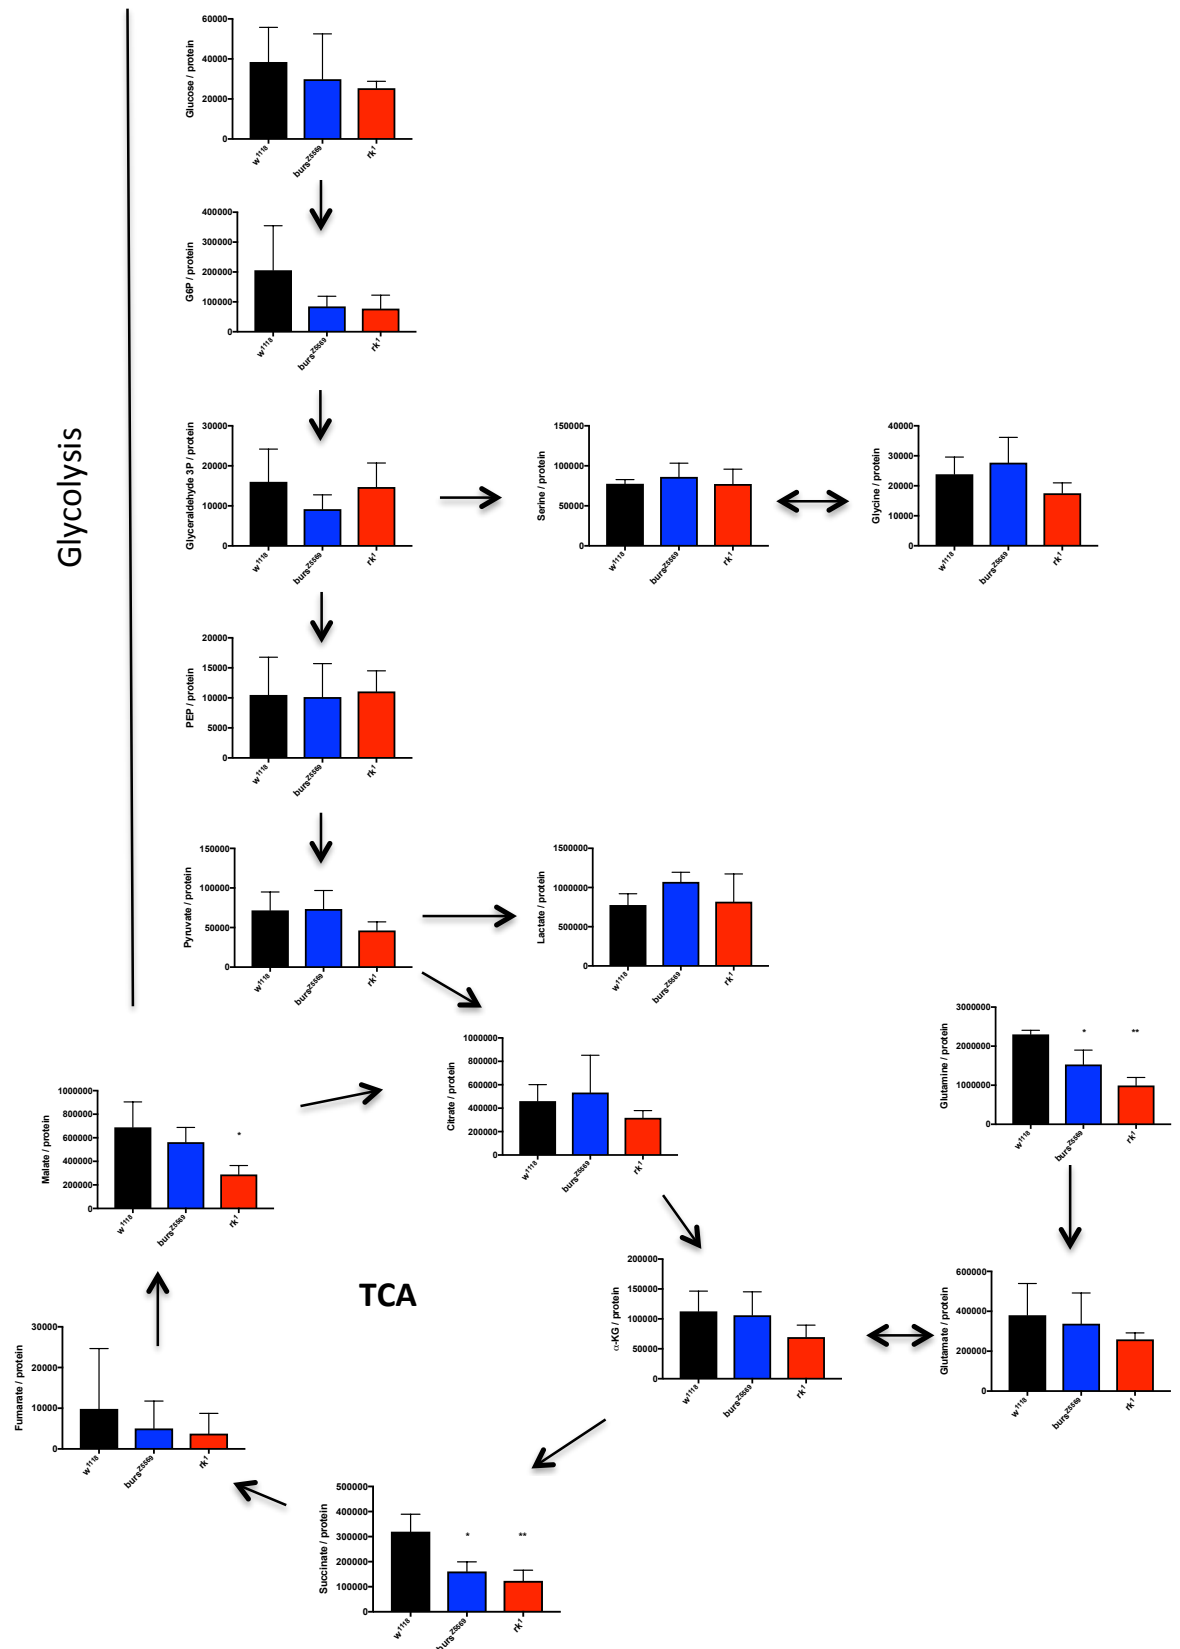 Glycolysis
Glucose / protein
60000
40000
20000
0
w1118
bursZ5569
rk1
G6P / protein
400000
300000
200000
100000
0
w1118
bursZ5569
rk1
Glyceraldehyde 3P / protein
30000
20000
10000
0
w1118
bursZ5569
rk1
Serine / protein
150000
100000
50000
0
w1118
bursZ5569
rk1
Glycine / protein
40000
30000
20000
10000
0
w1118
bursZ5569
rk1
PEP / protein
20000
15000
10000
5000
0
w1118
bursZ5569
rk1
Pyruvate / protein
150000
100000
50000
0
w1118
bursZ5569
rk1
Lactate / protein
1500000
1000000
500000
0
w1118
bursZ5569
rk1
Glutamine / protein
3000000
2000000
1000000
0
*
**
w1118
bursZ5569
rk1
Citrate / protein
1000000
800000
600000
400000
200000
0
w1118
bursZ5569
rk1
Malate / protein
1000000
800000
600000
400000
200000
0
*
w1118
bursZ5569
rk1
TCA
α-KG / protein
200000
150000
100000
50000
0
w1118
bursZ5569
rk1
Glutamate / protein
600000
400000
200000
0
w1118
bursZ5569
rk1
Fumarate / protein
30000
20000
10000
0
w1118
bursZ5569
rk1
Succinate / protein
500000
400000
300000
200000
100000
0
*
**
w1118
bursZ5569
rk1